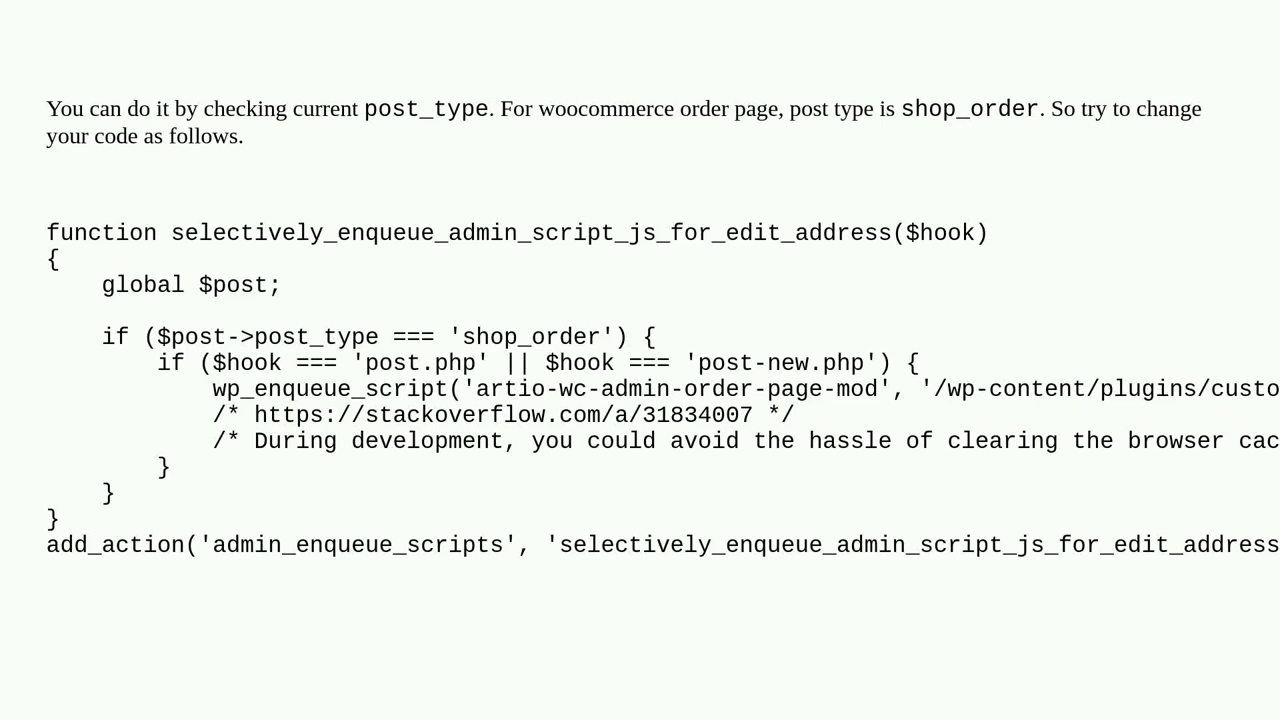 You can do it by checking current post_type. For woocommerce order page, post type is shop_order. So try to change
your code as follows.
function selectively_enqueue_admin_script_js_for_edit_address($hook)
{
    global $post;
    if ($post->post_type === 'shop_order') {
        if ($hook === 'post.php' || $hook === 'post-new.php') {
            wp_enqueue_script('artio-wc-admin-order-page-mod', '/wp-content/plugins/custo
            /* https://stackoverflow.com/a/31834007 */
            /* During development, you could avoid the hassle of clearing the browser cac
        }
    }
}
add_action('admin_enqueue_scripts', 'selectively_enqueue_admin_script_js_for_edit_address